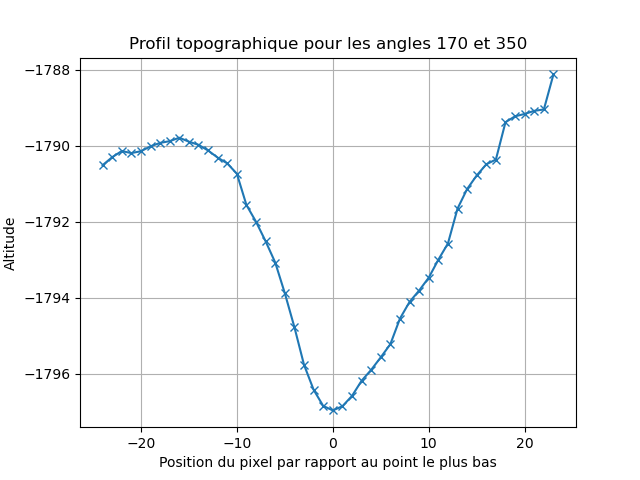 Profil topographique pour les angles 170 et 350
−1788
−1790
−1792
−1794
−1796
Altitude
−20 −10 0 10 20
Position du pixel par rapport au point le plus bas